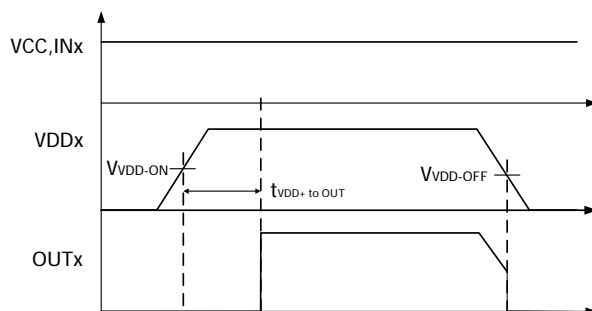 VCC,INx
VDDx
VVDD-ON
tVDD+ to OUT
VVDD-OFF
OUTx